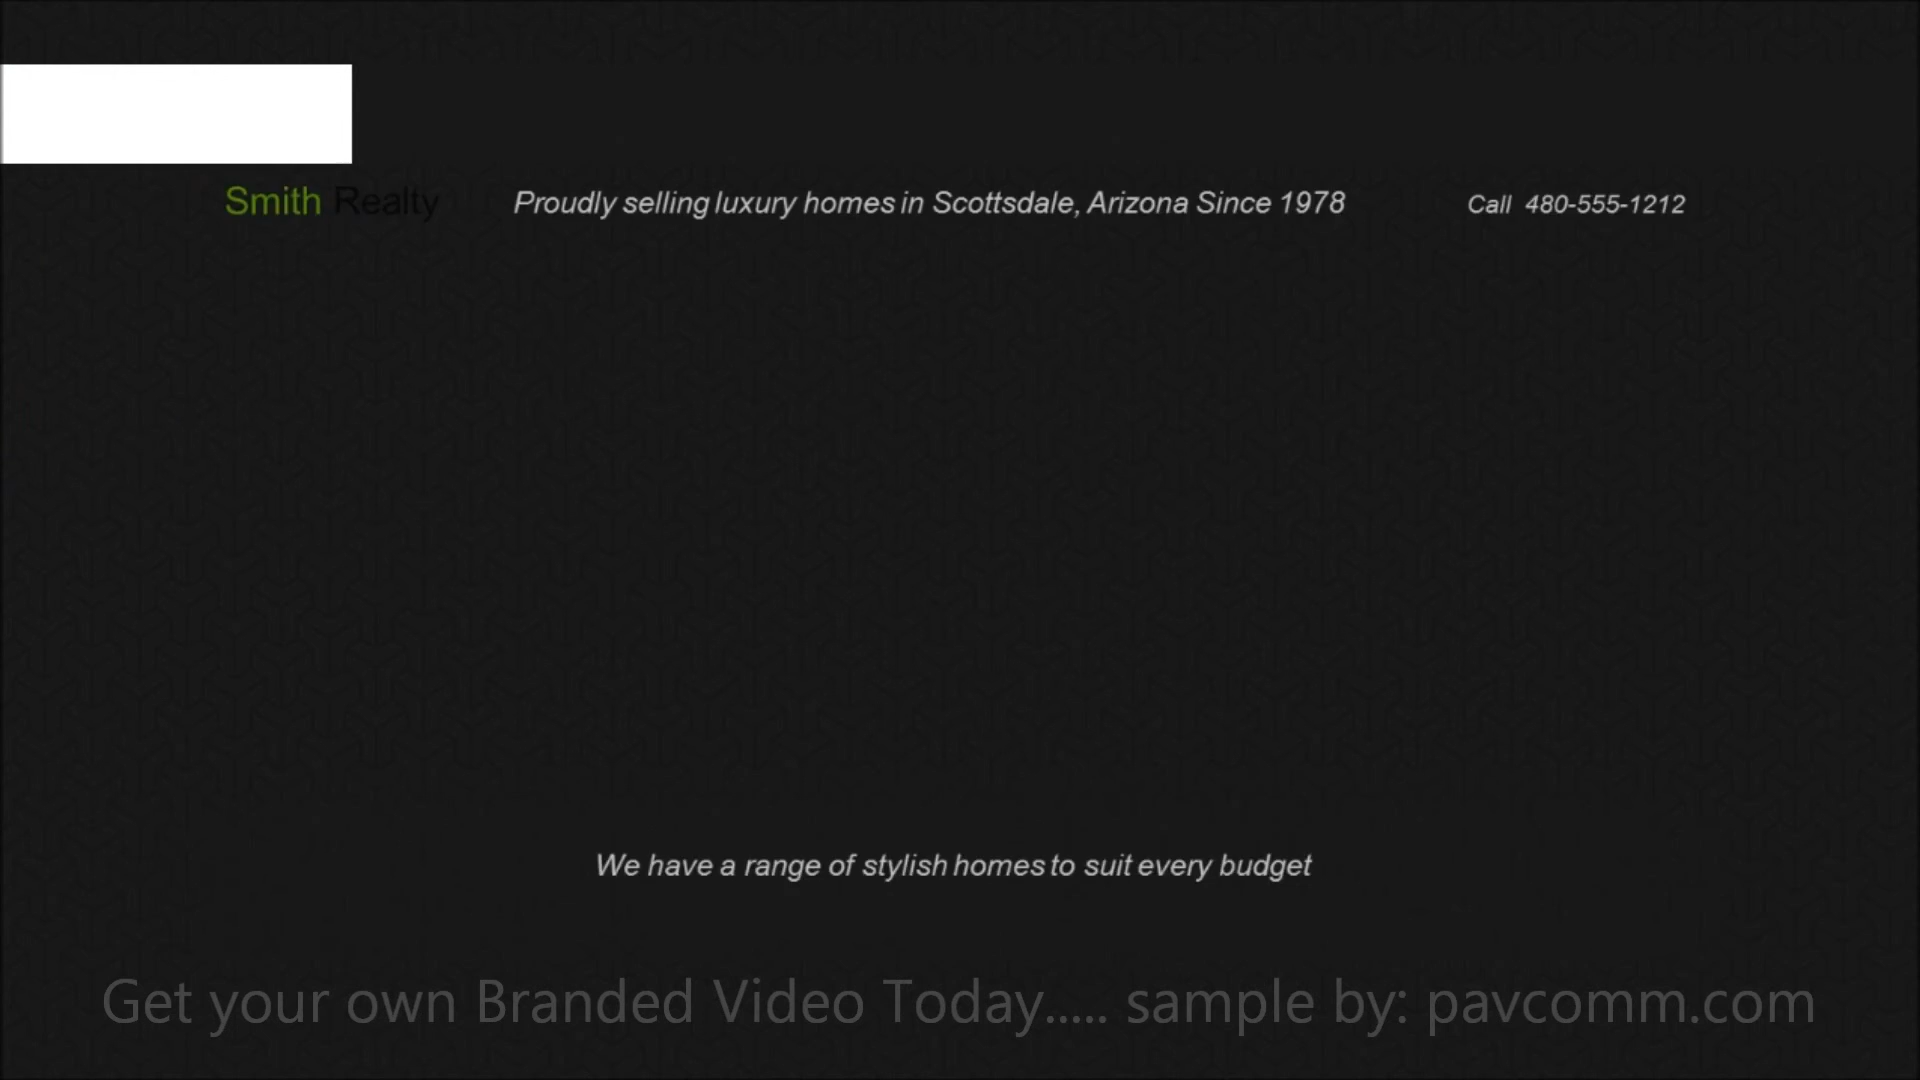 Smith Realty Proudly selling luxury homes in Scottsdale, Arizona Since 1978 Call 480-555-1212
We have a range of stylish homes to suit every budget
Get your own Branded Video Today..... sample by: pavcomm.com